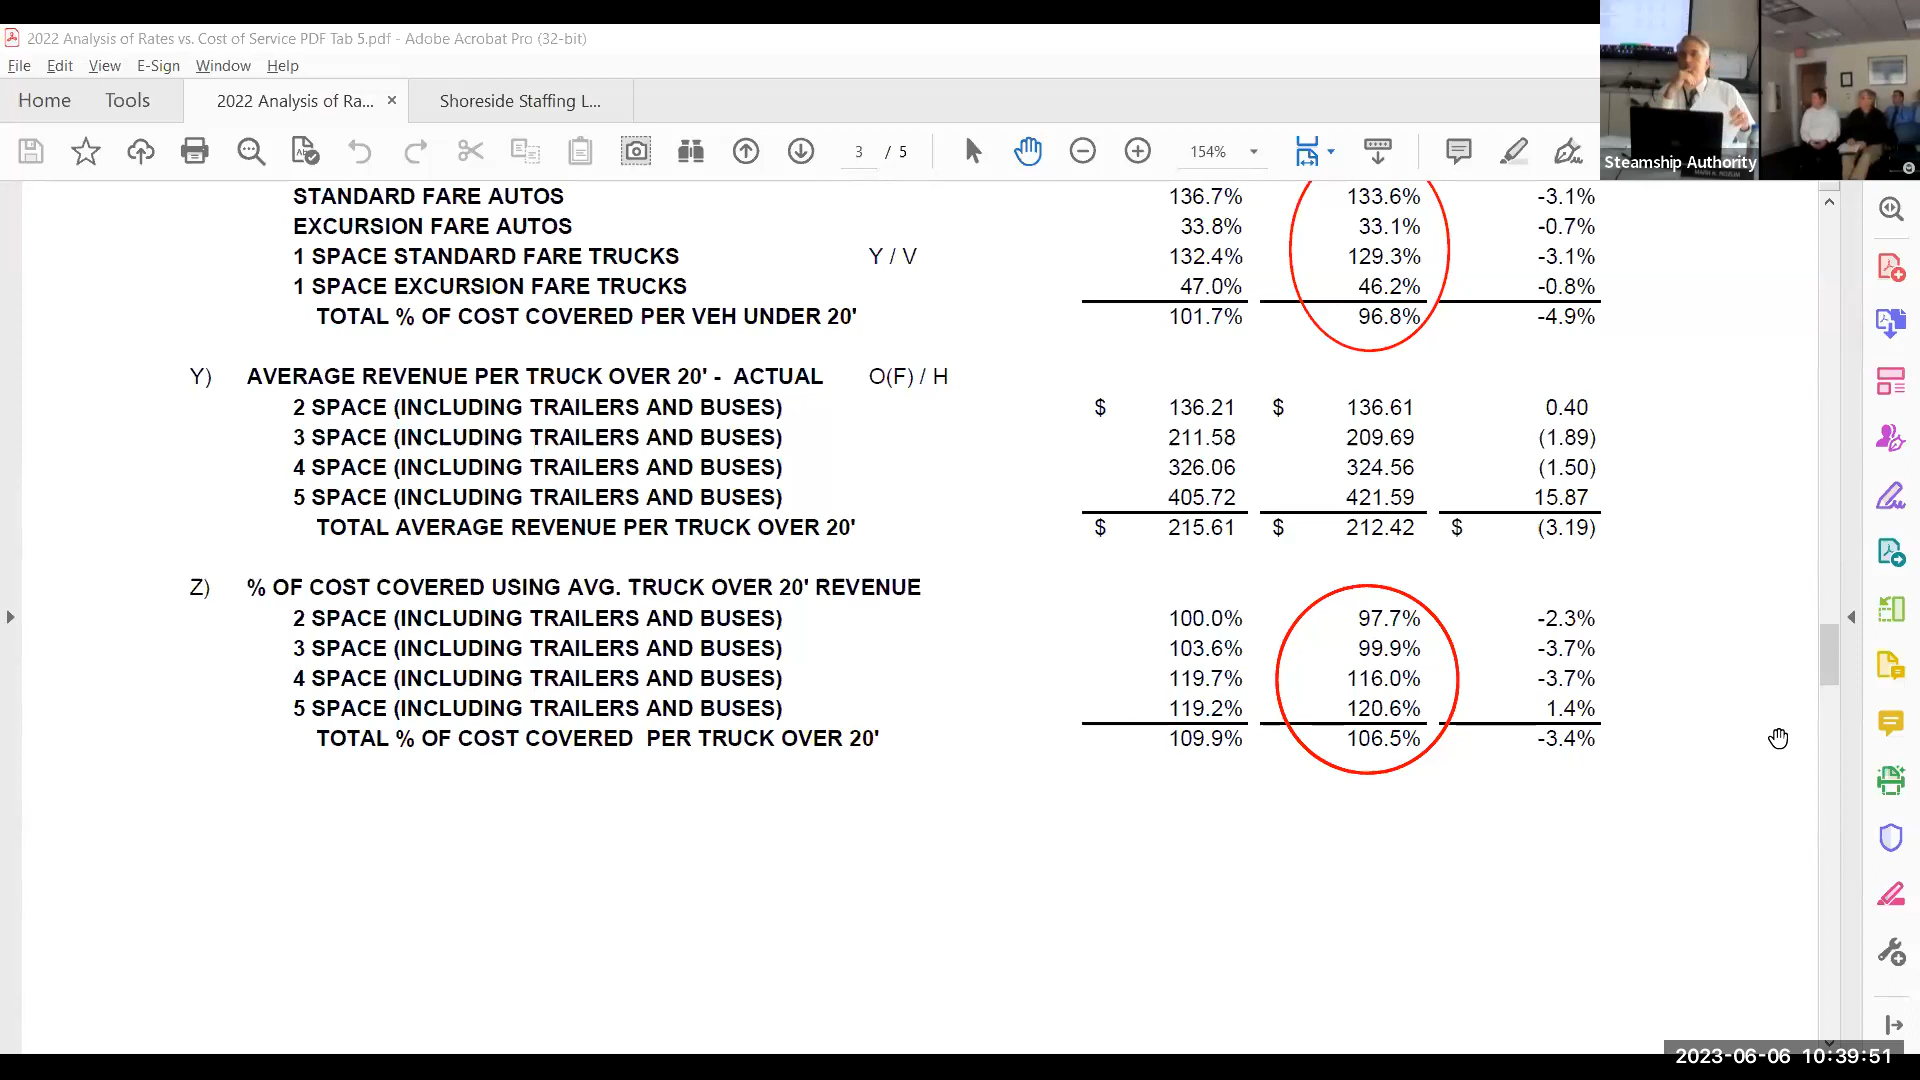 2022 Analysis of Rates vs. Cost of Service PDF Tab 5.pdf - Adobe Acrobat Pro (32-bit)
File Edit View E-Sign Window Help
Home Tools 2022 Analysis of Ra... × Shoreside Staffing L...
3 / 5 154%
Steamship Authority
STANDARD FARE AUTOS 136.7% 133.6% -3.1%
EXCURSION FARE AUTOS 33.8% 33.1% -0.7%
1 SPACE STANDARD FARE TRUCKS Y / V 132.4% 129.3% -3.1%
1 SPACE EXCURSION FARE TRUCKS 47.0% 46.2% -0.8%
TOTAL % OF COST COVERED PER VEH UNDER 20' 101.7% 96.8% -4.9%
Y) AVERAGE REVENUE PER TRUCK OVER 20' - ACTUAL O(F) / H
2 SPACE (INCLUDING TRAILERS AND BUSES) $ 136.21 $ 136.61 0.40
3 SPACE (INCLUDING TRAILERS AND BUSES) 211.58 209.69 (1.89)
4 SPACE (INCLUDING TRAILERS AND BUSES) 326.06 324.56 (1.50)
5 SPACE (INCLUDING TRAILERS AND BUSES) 405.72 421.59 15.87
TOTAL AVERAGE REVENUE PER TRUCK OVER 20' $ 215.61 $ 212.42 $ (3.19)
Z) % OF COST COVERED USING AVG. TRUCK OVER 20' REVENUE
2 SPACE (INCLUDING TRAILERS AND BUSES) 100.0% 97.7% -2.3%
3 SPACE (INCLUDING TRAILERS AND BUSES) 103.6% 99.9% -3.7%
4 SPACE (INCLUDING TRAILERS AND BUSES) 119.7% 116.0% -3.7%
5 SPACE (INCLUDING TRAILERS AND BUSES) 119.2% 120.6% 1.4%
TOTAL % OF COST COVERED PER TRUCK OVER 20' 109.9% 106.5% -3.4%
2023-06-06 10:39:51